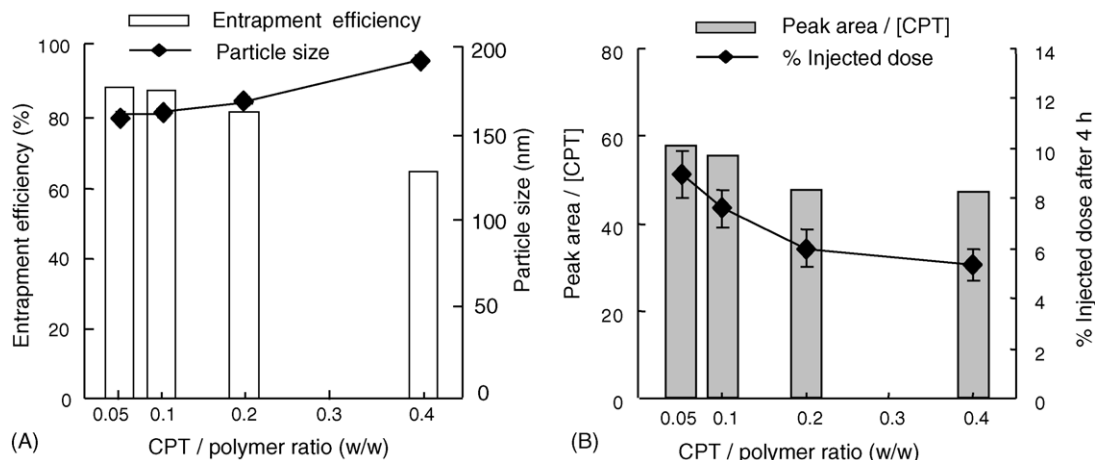 Entrapment efficiency
Particle size
100
80
60
40
20
0
Entrapment efficiency (%)
200
150
200
50
0
Particle size (nm)
0.05
0.1
0.2
0.3
0.4
CPT / polymer ratio (w/w)
(A)
Peak area / [CPT]
% Injected dose
80
60
40
20
0
Peak area / [CPT]
14
12
10
8
6
4
2
0
% Injected dose after 4 h
0.05
0.1
0.2
0.3
0.4
CPT / polymer ratio (w/w)
(B)